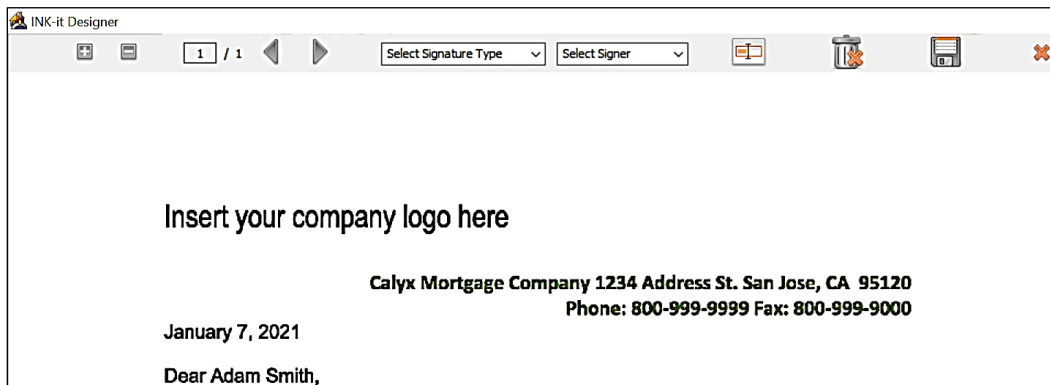 INK-it Designer
1 / 1 Select Signature Type Select Signer
Insert your company logo here
Calyx Mortgage Company 1234 Address St. San Jose, CA 95120
Phone: 800-999-9999 Fax: 800-999-9000
January 7, 2021
Dear Adam Smith,